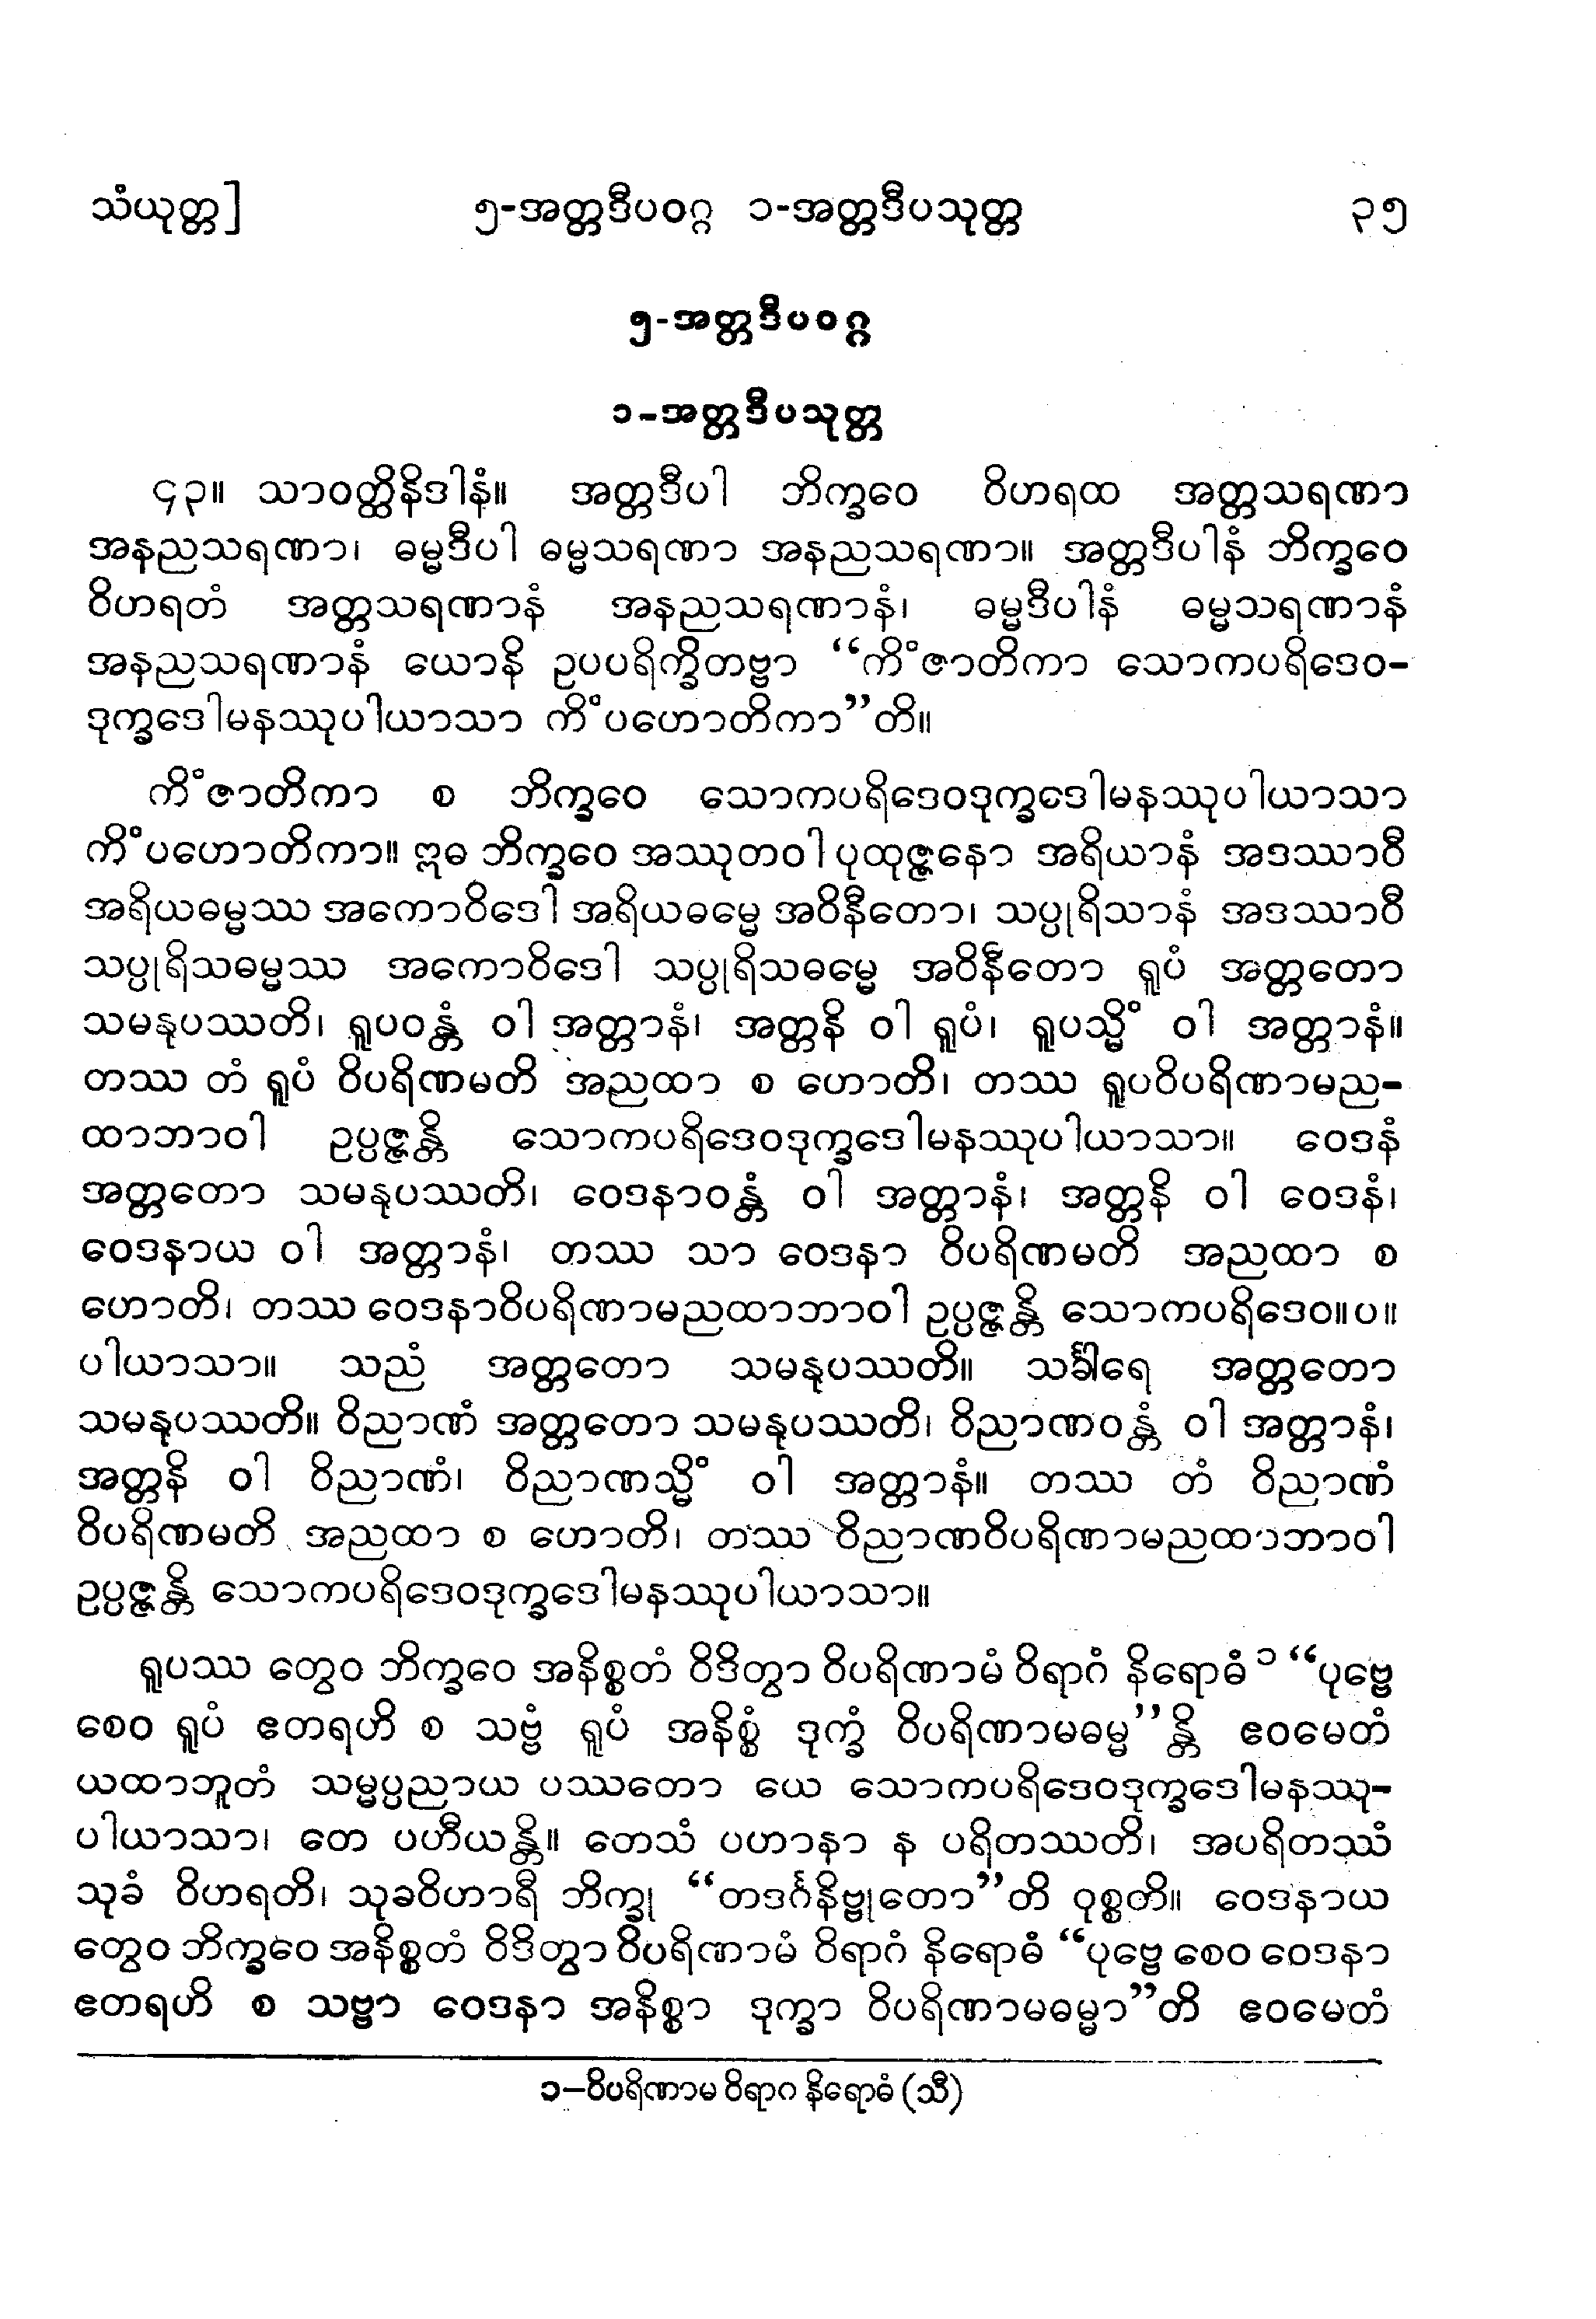 သံယုတ္တ] ၅-အတ္တဒီပဝဂ္ဂ ၁-အတ္တဒီပသုတ္တ ၃၅
၅-အတ္တဒီပဝဂ္ဂ
၁-အတ္တဒီပသုတ္တ
၄၃။ သာဝတ္ထိနိဒါနံ။ အတ္တဒီပါ ဘိက္ခဝေ ဝိဟရထ အတ္တသရဏာ
အနညသရဏာ၊ ဓမ္မဒီပါ ဓမ္မသရဏာ အနညသရဏာ။ အတ္တဒီပါနံ ဘိက္ခဝေ
ဝိဟရတံ အတ္တသရဏာနံ အနညသရဏာနံ၊ ဓမ္မဒီပါနံ ဓမ္မသရဏာနံ
အနညသရဏာနံ ယောနိ ဥပပရိက္ခိတဗ္ဗာ “ကိံဇာတိကာ သောကပရိဒေဝ-
ဒုက္ခဒေါမနဿုပါယာသာ ကိံပဟောတိကာ”တိ။
ကိံဇာတိကာ စ ဘိက္ခဝေ သောကပရိဒေဝဒုက္ခဒေါမနဿုပါယာသာ
ကိံပဟောတိကာ။ ဣဓ ဘိက္ခဝေ အဿုတဝါ ပုထုဇ္ဇနော အရိယာနံ အဒဿာဝီ
အရိယဓမ္မဿ အကောဝိဒေါ အရိယဓမ္မေ အဝိနီတော၊ သပ္ပုရိသာနံ အဒဿာဝီ
သပ္ပုရိသဓမ္မဿ အကောဝိဒေါ သပ္ပုရိသဓမ္မေ အဝိနီတော ရူပံ အတ္တတော
သမနုပဿတိ၊ ရူပဝန္တံ ဝါ အတ္တာနံ၊ အတ္တနိ ဝါ ရူပံ၊ ရူပသ္မိံ ဝါ အတ္တာနံ။
တဿ တံ ရူပံ ဝိပရိဏမတိ အညထာ စ ဟောတိ၊ တဿ ရူပဝိပရိဏာမည-
ထာဘာဝါ ဥပ္ပဇ္ဇန္တိ သောကပရိဒေဝဒုက္ခဒေါမနဿုပါယာသာ။ ဝေဒနံ
အတ္တတော သမနုပဿတိ၊ ဝေဒနာဝန္တံ ဝါ အတ္တာနံ၊ အတ္တနိ ဝါ ဝေဒနံ၊
ဝေဒနာယ ဝါ အတ္တာနံ၊ တဿ သာ ဝေဒနာ ဝိပရိဏမတိ အညထာ စ
ဟောတိ၊ တဿ ဝေဒနာဝိပရိဏာမညထာဘာဝါ ဥပ္ပဇ္ဇန္တိ သောကပရိဒေဝ။ပ။
ပါယာသာ။ သညံ အတ္တတော သမနုပဿတိ။ သင်္ခါရေ အတ္တတော
သမနုပဿတိ။ ဝိညာဏံ အတ္တတော သမနုပဿတိ၊ ဝိညာဏဝန္တံ ဝါ အတ္တာနံ၊
အတ္တနိ ဝါ ဝိညာဏံ၊ ဝိညာဏသ္မိံ ဝါ အတ္တာနံ။ တဿ တံ ဝိညာဏံ
ဝိပရိဏမတိ အညထာ စ ဟောတိ၊ တဿ ဝိညာဏဝိပရိဏာမညထာဘာဝါ
ဥပ္ပဇ္ဇန္တိ သောကပရိဒေဝဒုက္ခဒေါမနဿုပါယာသာ။
ရူပဿ တွေဝ ဘိက္ခဝေ အနိစ္စတံ ဝိဒိတွာ ဝိပရိဏာမံ ဝိရာဂံ နိရောဓံ ၁ “ပုဗ္ဗေ
စေဝ ရူပံ ဧတရဟိ စ သဗ္ဗံ ရူပံ အနိစ္စံ ဒုက္ခံ ဝိပရိဏာမဓမ္မ”န္တိ ဧဝမေတံ
ယထာဘူတံ သမ္မပ္ပညာယ ပဿတော ယေ သောကပရိဒေဝဒုက္ခဒေါမနဿု-
ပါယာသာ၊ တေ ပဟီယန္တိ။ တေသံ ပဟာနာ န ပရိတဿတိ၊ အပရိတဿံ
သုခံ ဝိဟရတိ၊ သုခဝိဟာရီ ဘိက္ခု “တဒင်္ဂနိဗ္ဗုတော”တိ ဝုစ္စတိ။ ဝေဒနာယ
တွေဝ ဘိက္ခဝေ အနိစ္စတံ ဝိဒိတွာ ဝိပရိဏာမံ ဝိရာဂံ နိရောဓံ “ပုဗ္ဗေ စေဝ ဝေဒနာ
ဧတရဟိ စ သဗ္ဗာ ဝေဒနာ အနိစ္စာ ဒုက္ခာ ဝိပရိဏာမဓမ္မာ”တိ ဧဝမေတံ
၁–ဝိပရိဏာမ ဝိရာဂ နိရောဓံ (သီ)